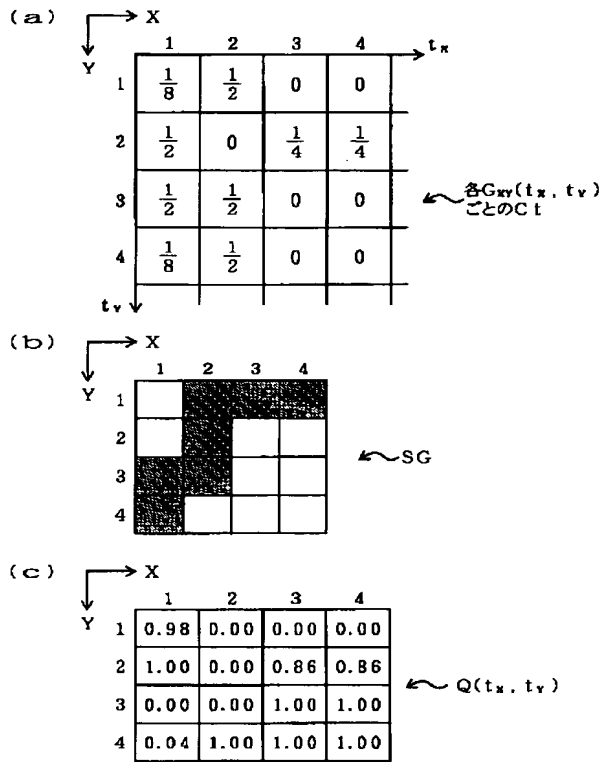 (a) X
Y 1 2 3 4 tX
1 1/8 1/2 0 0
2 1/2 0 1/4 1/4
3 1/2 1/2 0 0
4 1/8 1/2 0 0
tY
各GXY(tX, tY)
ごとのCt
(b) X
Y 1 2 3 4
1
2
3
4
SG
(c) X
Y 1 2 3 4
1 0.98 0.00 0.00 0.00
2 1.00 0.00 0.86 0.86
3 0.00 0.00 1.00 1.00
4 0.04 1.00 1.00 1.00
Q(tX, tY)